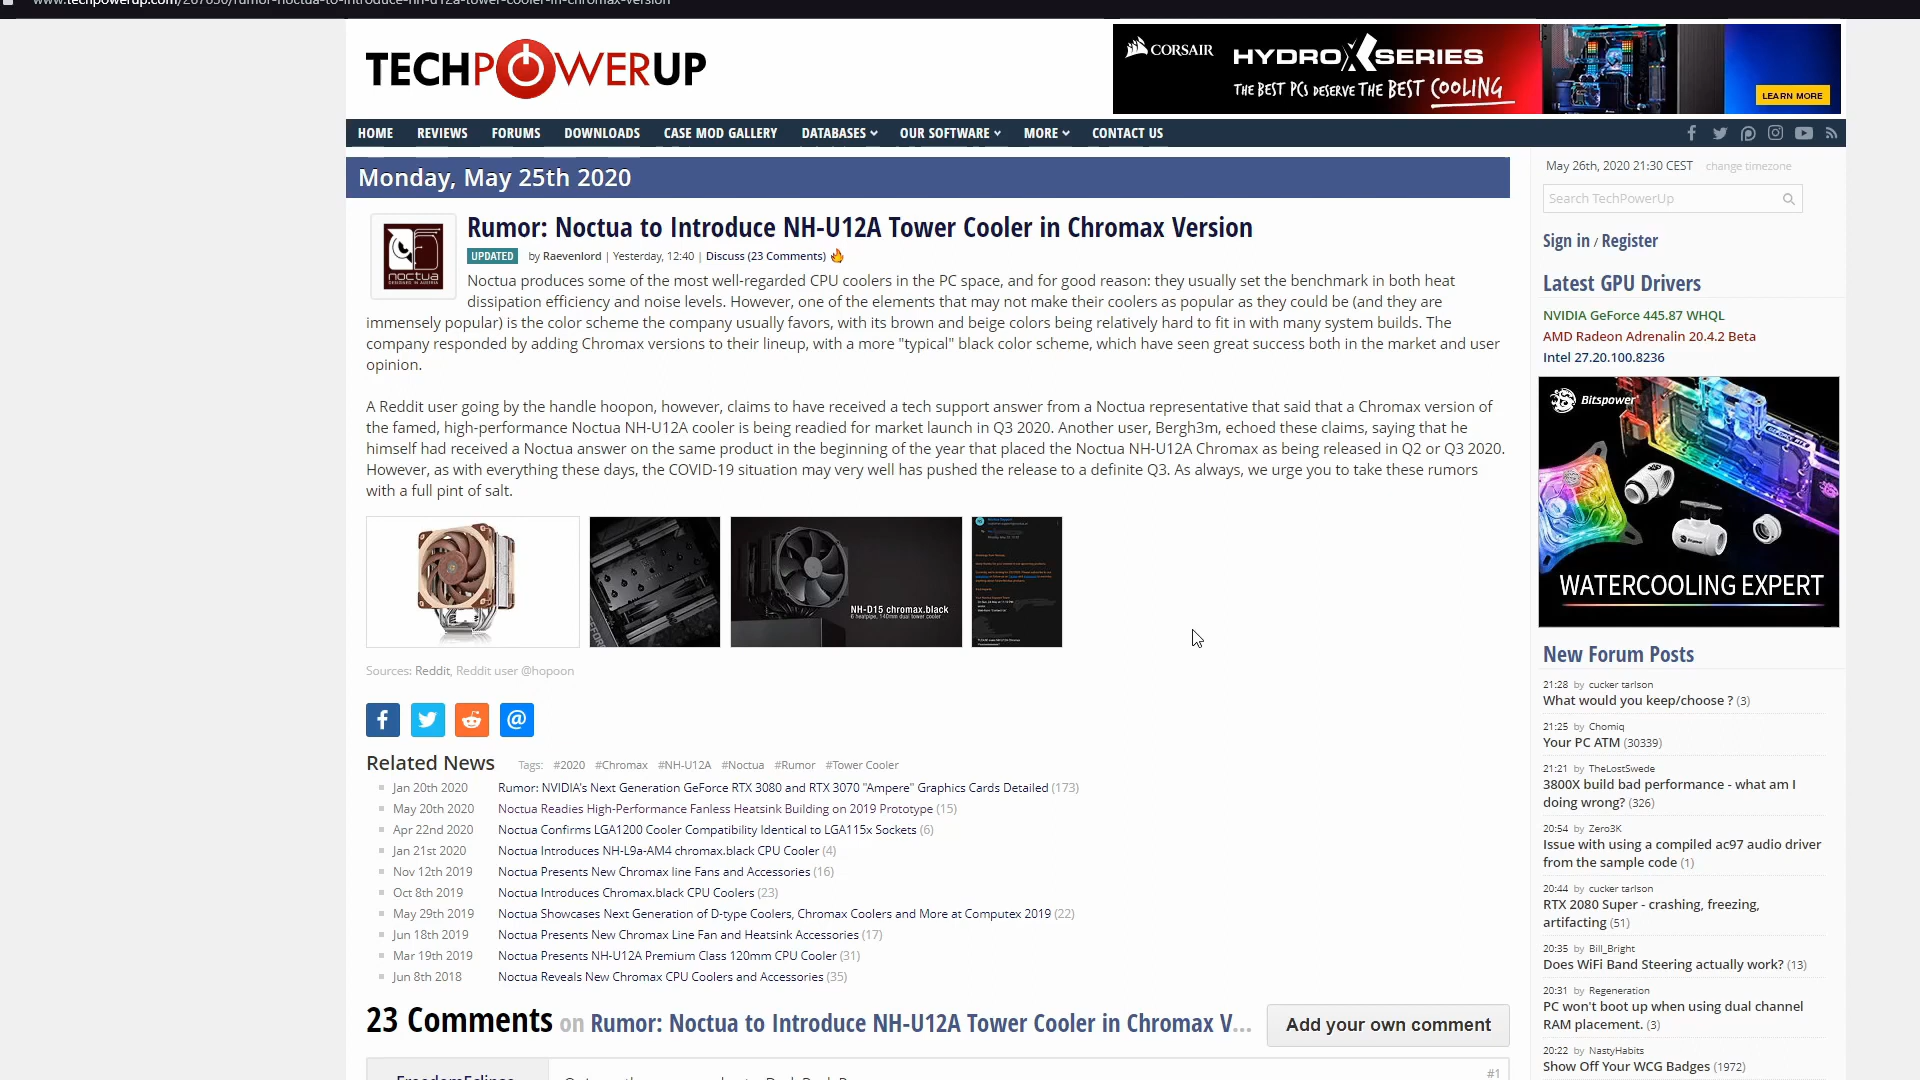 www.techpowerup.com/267630/rumor-noctua-to-introduce-nh-u12a-tower-cooler-in-chromax-version
TECHPOWERUP
CORSAIR
HYDRO X SERIES
THE BEST PCs DESERVE THE BEST COOLING
LEARN MORE
HOME REVIEWS FORUMS DOWNLOADS CASE MOD GALLERY DATABASES OUR SOFTWARE MORE CONTACT US
Monday, May 25th 2020
noctua
Rumor: Noctua to Introduce NH-U12A Tower Cooler in Chromax Version
UPDATED by Raevenlord | Yesterday, 12:40 | Discuss (23 Comments)
Noctua produces some of the most well-regarded CPU coolers in the PC space, and for good reason: they usually set the benchmark in both heat
dissipation efficiency and noise levels. However, one of the elements that may not make their coolers as popular as they could be (and they are
immensely popular) is the color scheme the company usually favors, with its brown and beige colors being relatively hard to fit in with many system builds. The
company responded by adding Chromax versions to their lineup, with a more "typical" black color scheme, which have seen great success both in the market and user
opinion.
A Reddit user going by the handle hoopon, however, claims to have received a tech support answer from a Noctua representative that said that a Chromax version of
the famed, high-performance Noctua NH-U12A cooler is being readied for market launch in Q3 2020. Another user, Bergh3m, echoed these claims, saying that he
himself had received a Noctua answer on the same product in the beginning of the year that placed the Noctua NH-U12A Chromax as being released in Q2 or Q3 2020.
However, as with everything these days, the COVID-19 situation may very well has pushed the release to a definite Q3. As always, we urge you to take these rumors
with a full pint of salt.
NH-D15 chromax.black
6 heatpipe, 140mm dual tower cooler
Sources: Reddit, Reddit user @hopoon
Related News Tags: #2020 #Chromax #NH-U12A #Noctua #Rumor #Tower Cooler
Jan 20th 2020 Rumor: NVIDIA's Next Generation GeForce RTX 3080 and RTX 3070 "Ampere" Graphics Cards Detailed (173)
May 20th 2020 Noctua Readies High-Performance Fanless Heatsink Building on 2019 Prototype (15)
Apr 22nd 2020 Noctua Confirms LGA1200 Cooler Compatibility Identical to LGA115x Sockets (6)
Jan 21st 2020 Noctua Introduces NH-L9a-AM4 chromax.black CPU Cooler (4)
Nov 12th 2019 Noctua Presents New Chromax line Fans and Accessories (16)
Oct 8th 2019 Noctua Introduces Chromax.black CPU Coolers (23)
May 29th 2019 Noctua Showcases Next Generation of D-type Coolers, Chromax Coolers and More at Computex 2019 (22)
Jun 18th 2019 Noctua Presents New Chromax Line Fan and Heatsink Accessories (17)
Mar 19th 2019 Noctua Presents NH-U12A Premium Class 120mm CPU Cooler (31)
Jun 8th 2018 Noctua Reveals New Chromax CPU Coolers and Accessories (35)
23 Comments on Rumor: Noctua to Introduce NH-U12A Tower Cooler in Chromax V...
Add your own comment
#1
May 26th, 2020 21:30 CEST change timezone
Search TechPowerUp
Sign in / Register
Latest GPU Drivers
NVIDIA GeForce 445.87 WHQL
AMD Radeon Adrenalin 20.4.2 Beta
Intel 27.20.100.8236
Bitspower
WATERCOOLING EXPERT
New Forum Posts
21:28 by cucker tarlson
What would you keep/choose ? (3)
21:25 by Chomiq
Your PC ATM (30339)
21:21 by TheLostSwede
3800X build bad performance - what am I
doing wrong? (326)
20:54 by Zero3K
Issue with using a compiled ac97 audio driver
from the sample code (1)
20:44 by cucker tarlson
RTX 2080 Super - crashing, freezing,
artifacting (51)
20:35 by Bill_Bright
Does WiFi Band Steering actually work? (13)
20:31 by Regeneration
PC won't boot up when using dual channel
RAM placement. (3)
20:22 by NastyHabits
Show Off Your WCG Badges (1972)